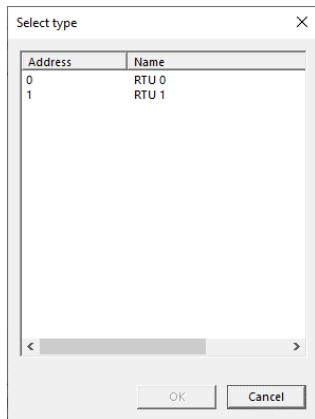 Select type
Address Name
0 RTU 0
1 RTU 1
OK Cancel